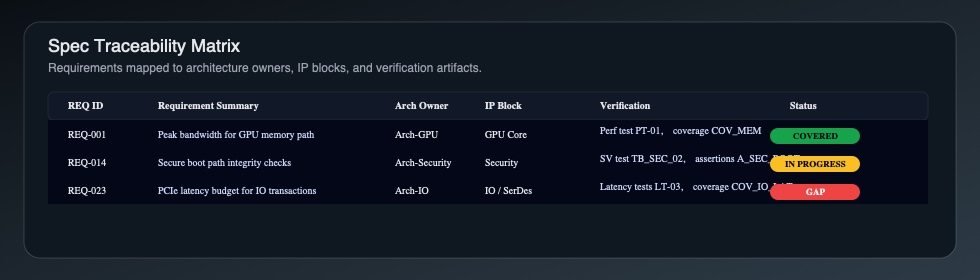 Spec Traceability Matrix
Requirements mapped to architecture owners, IP blocks, and verification artifacts.
REQ ID Requirement Summary Arch Owner IP Block Verification Status
REQ-001 Peak bandwidth for GPU memory path Arch-GPU GPU Core Perf test PT-01, coverage COV_MEM COVERED
REQ-014 Secure boot path integrity checks Arch-Security Security SV test TB_SEC_02, assertions IN PROGRESS
REQ-023 PCIe latency budget for IO transactions Arch-IO IO / SerDes Latency tests LT-03, coverage GAP